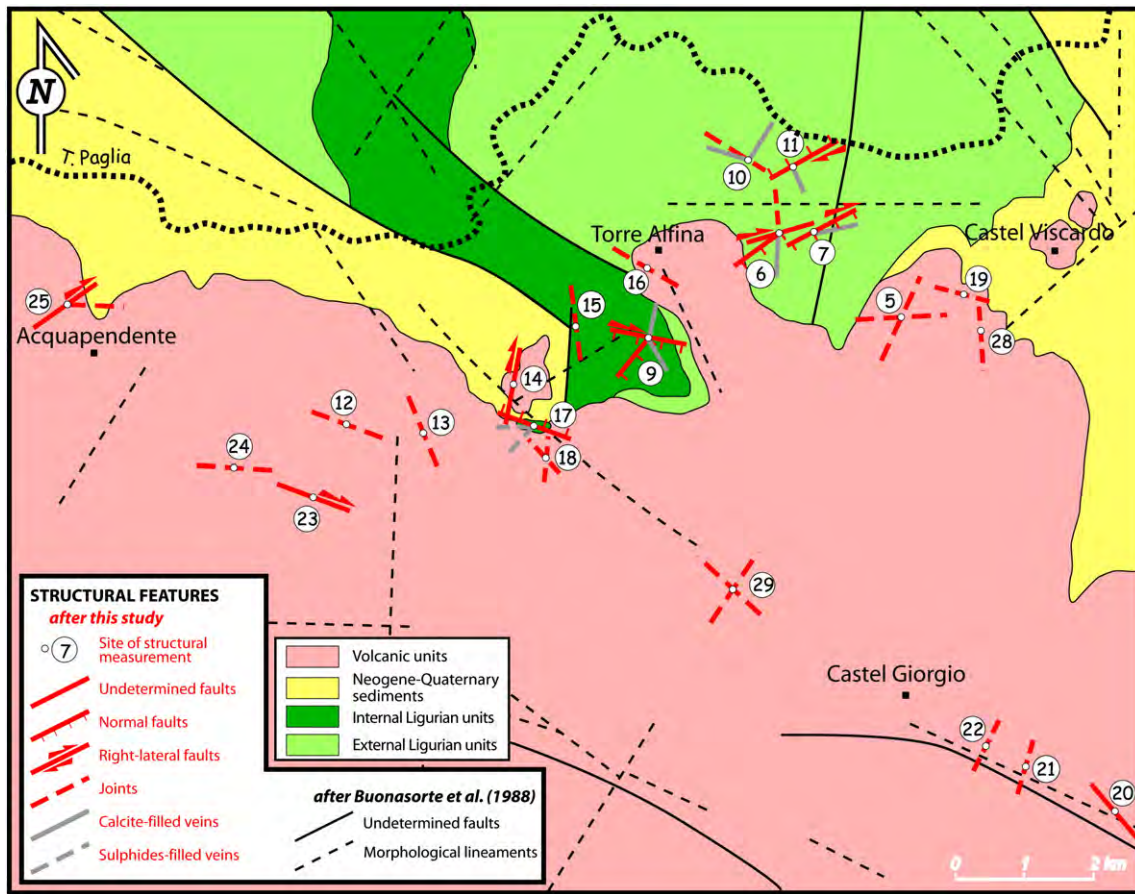 N
T. Paglia
11
10
Torre Alfina
Castel Viscardo
6
7
16
19
25
15
5
Acquapendente
28
9
14
12
17
13
18
24
23
29
STRUCTURAL FEATURES
after this study
7
Site of structural
measurement
Undetermined faults
Normal faults
Right-lateral faults
Joints
Calcite-filled veins
Sulphides-filled veins
Volcanic units
Neogene-Quaternary
sediments
Internal Ligurian units
External Ligurian units
after Buonasorte et al. (1988)
Undetermined faults
Morphological lineaments
Castel Giorgio
22
21
20
0 1 2 km